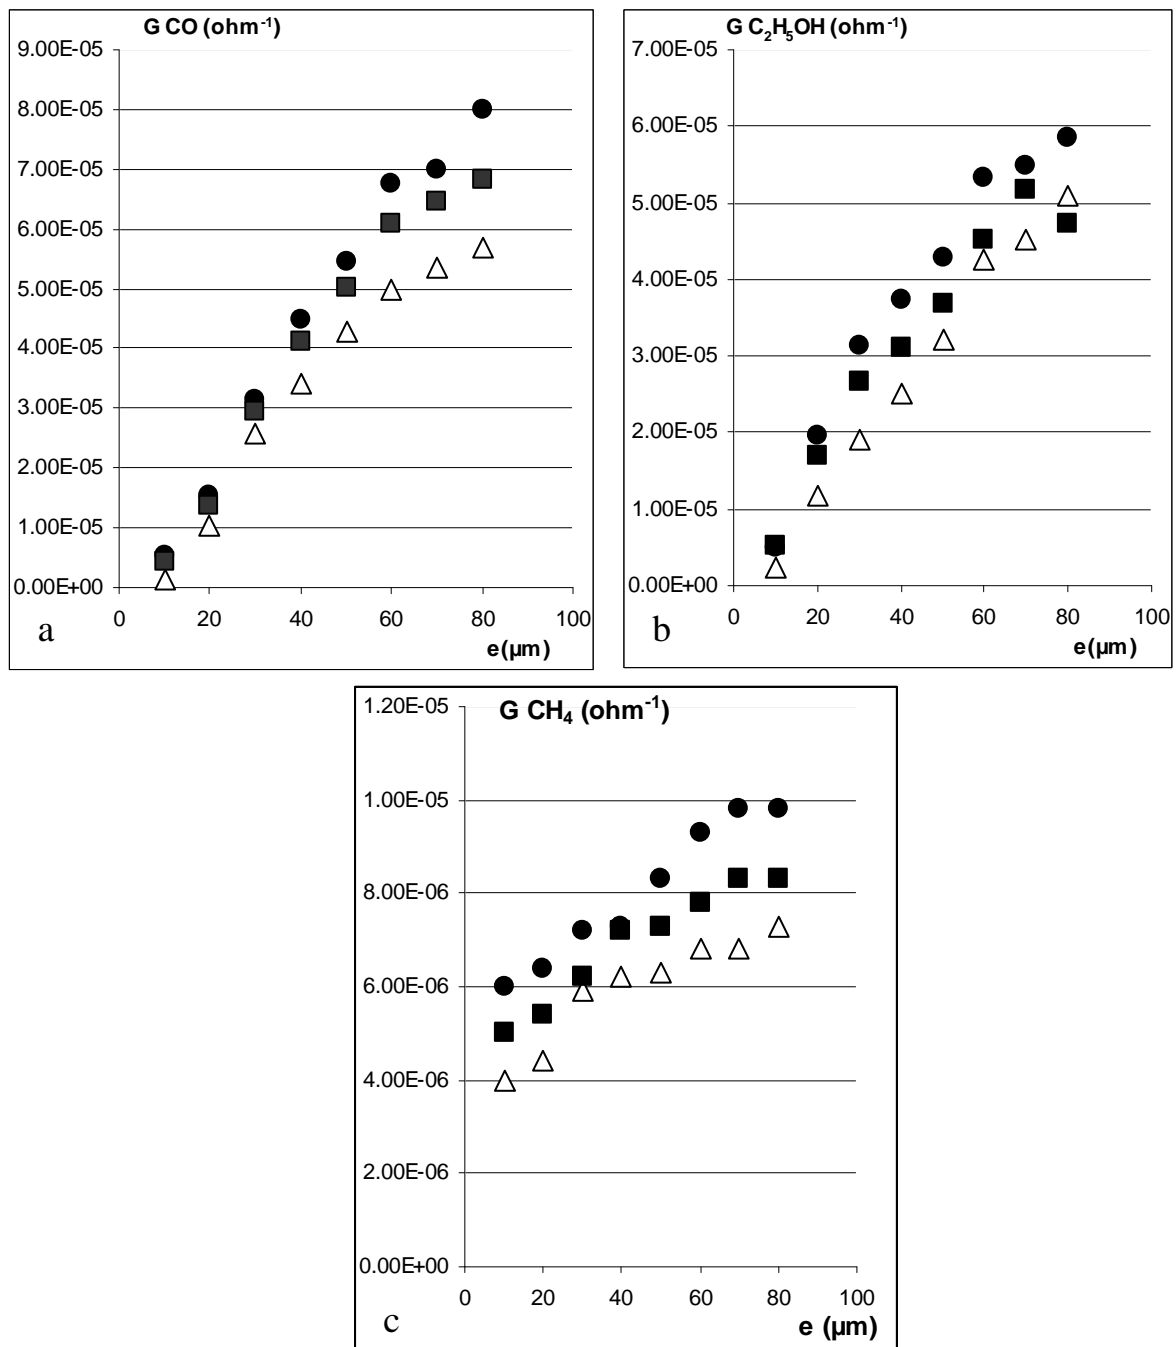 G CO (ohm⁻¹)
9.00E-05
8.00E-05
7.00E-05
6.00E-05
5.00E-05
4.00E-05
3.00E-05
2.00E-05
1.00E-05
0.00E+00
0 20 40 60 80 100
a
e(µm)
G C₂H₅OH (ohm⁻¹)
7.00E-05
6.00E-05
5.00E-05
4.00E-05
3.00E-05
2.00E-05
1.00E-05
0.00E+00
0 20 40 60 80 100
b
e(µm)
G CH₄ (ohm⁻¹)
1.20E-05
1.00E-05
8.00E-06
6.00E-06
4.00E-06
2.00E-06
0.00E+00
0 20 40 60 80 100
c
e (µm)